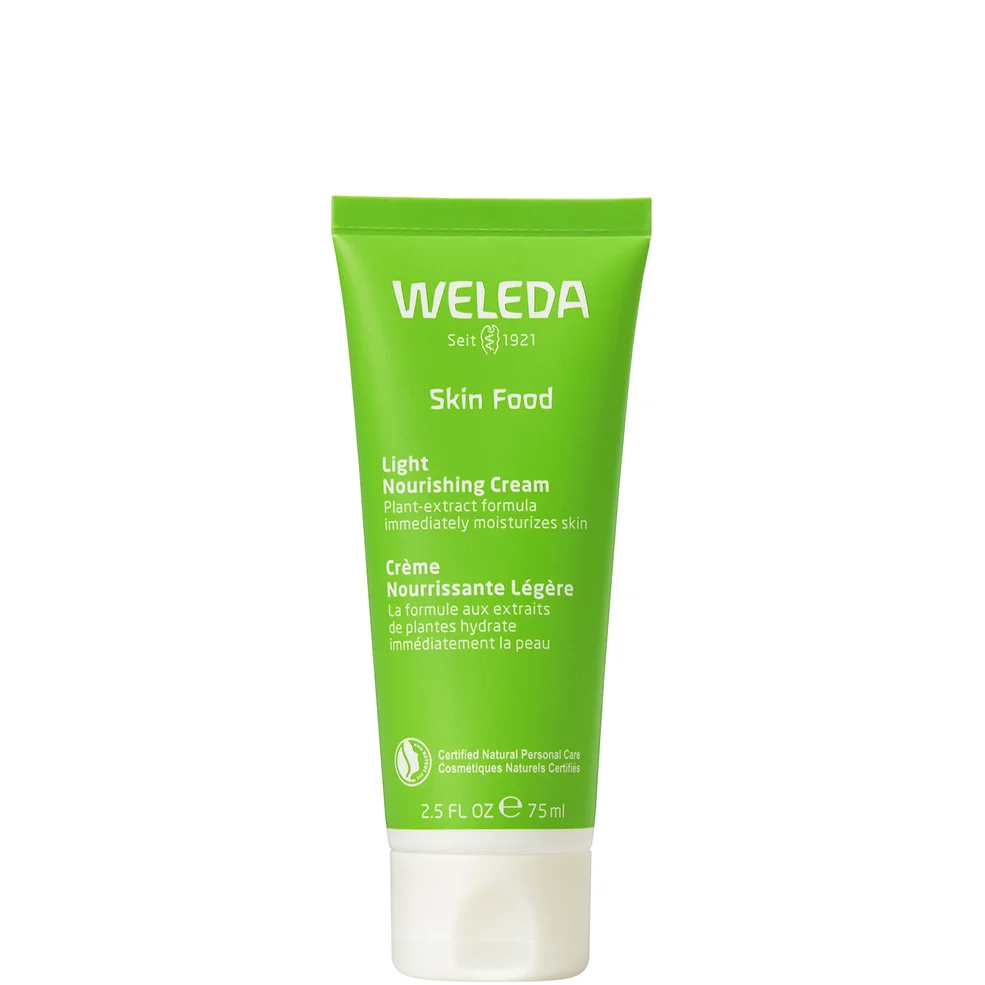 WELEDA
Seit 1921
Skin Food
Light
Nourishing Cream
Plant-extract formula
immediately moisturizes skin
Crème
Nourrissante Légère
La formule aux extraits
de plantes hydrate
immédiatement la peau
Certified Natural Personal Care
Cosmétiques Naturels Certifiés
2.5 FL OZ ℮ 75 ml